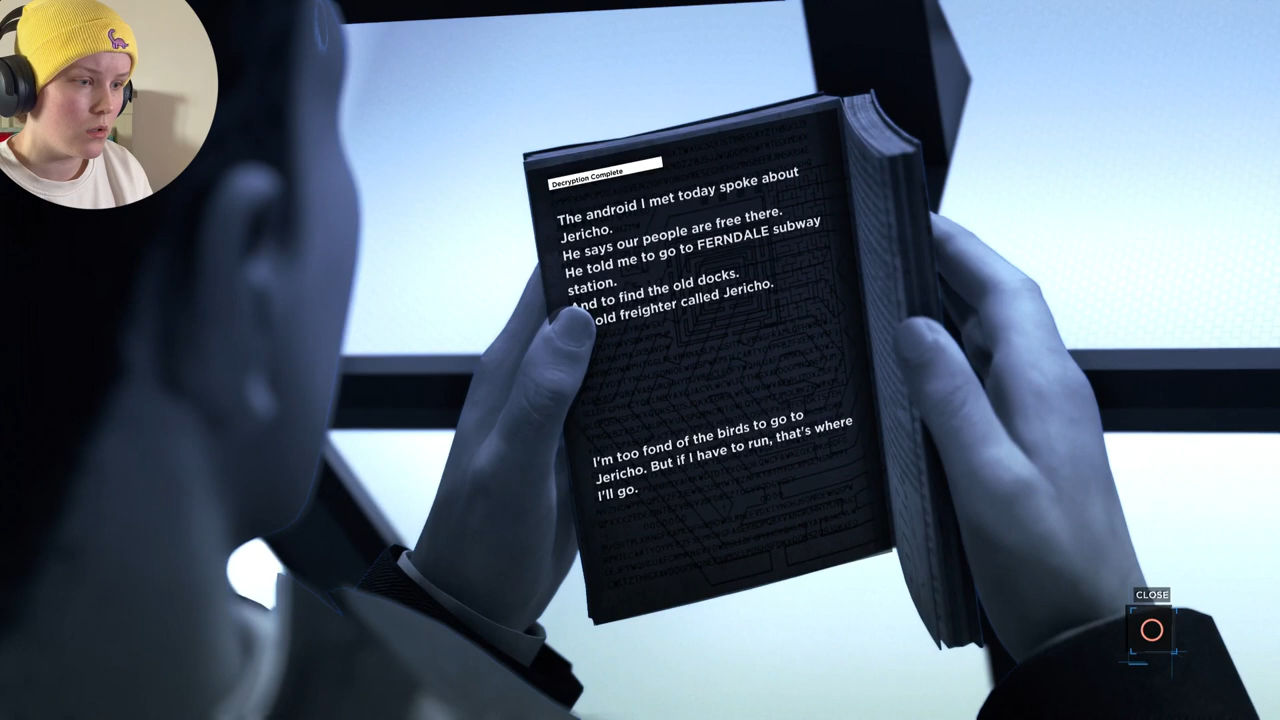 Decryption Complete
The android I met today spoke about
Jericho.
He says our people are free there.
He told me to go to FERNDALE subway
station.
And to find the old docks.
old freighter called Jericho.
I'm too fond of the birds to go to
Jericho. But if I have to run, that's where
I'll go.
CLOSE